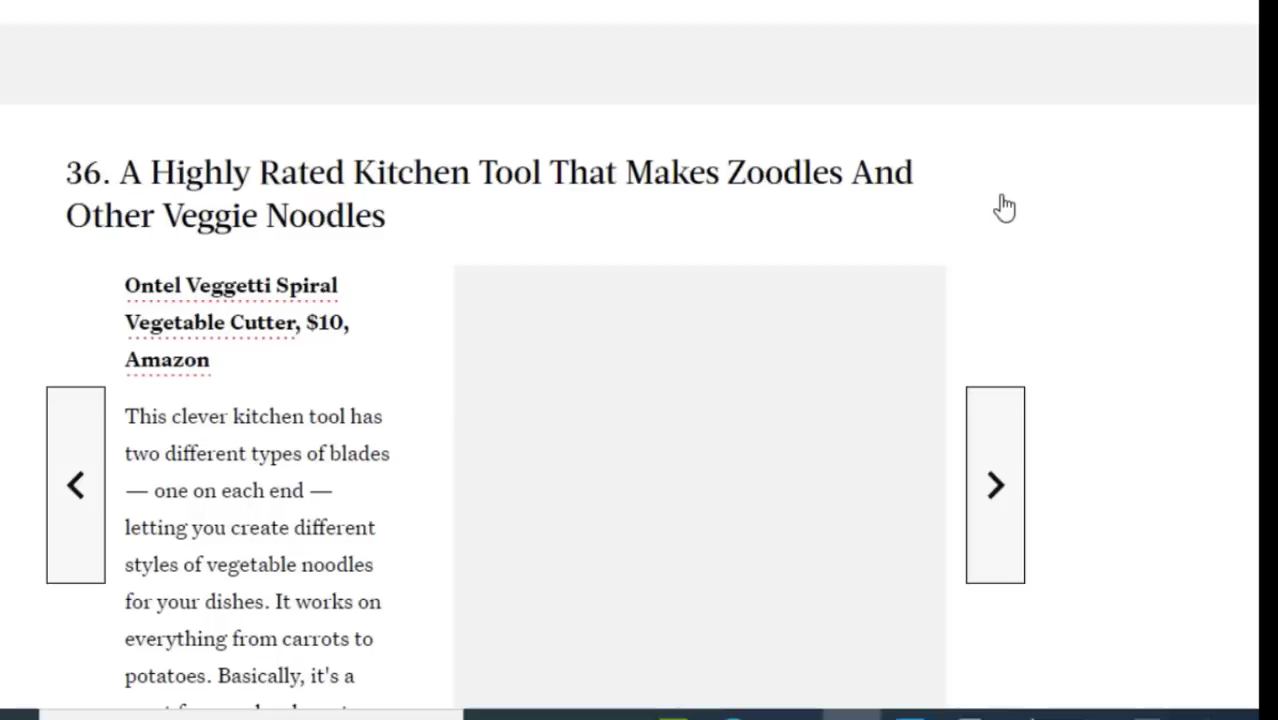 36. A Highly Rated Kitchen Tool That Makes Zoodles And
Other Veggie Noodles
Ontel Veggetti Spiral
Vegetable Cutter, $10,
Amazon
This clever kitchen tool has
two different types of blades
— one on each end —
letting you create different
styles of vegetable noodles
for your dishes. It works on
everything from carrots to
potatoes. Basically, it's a